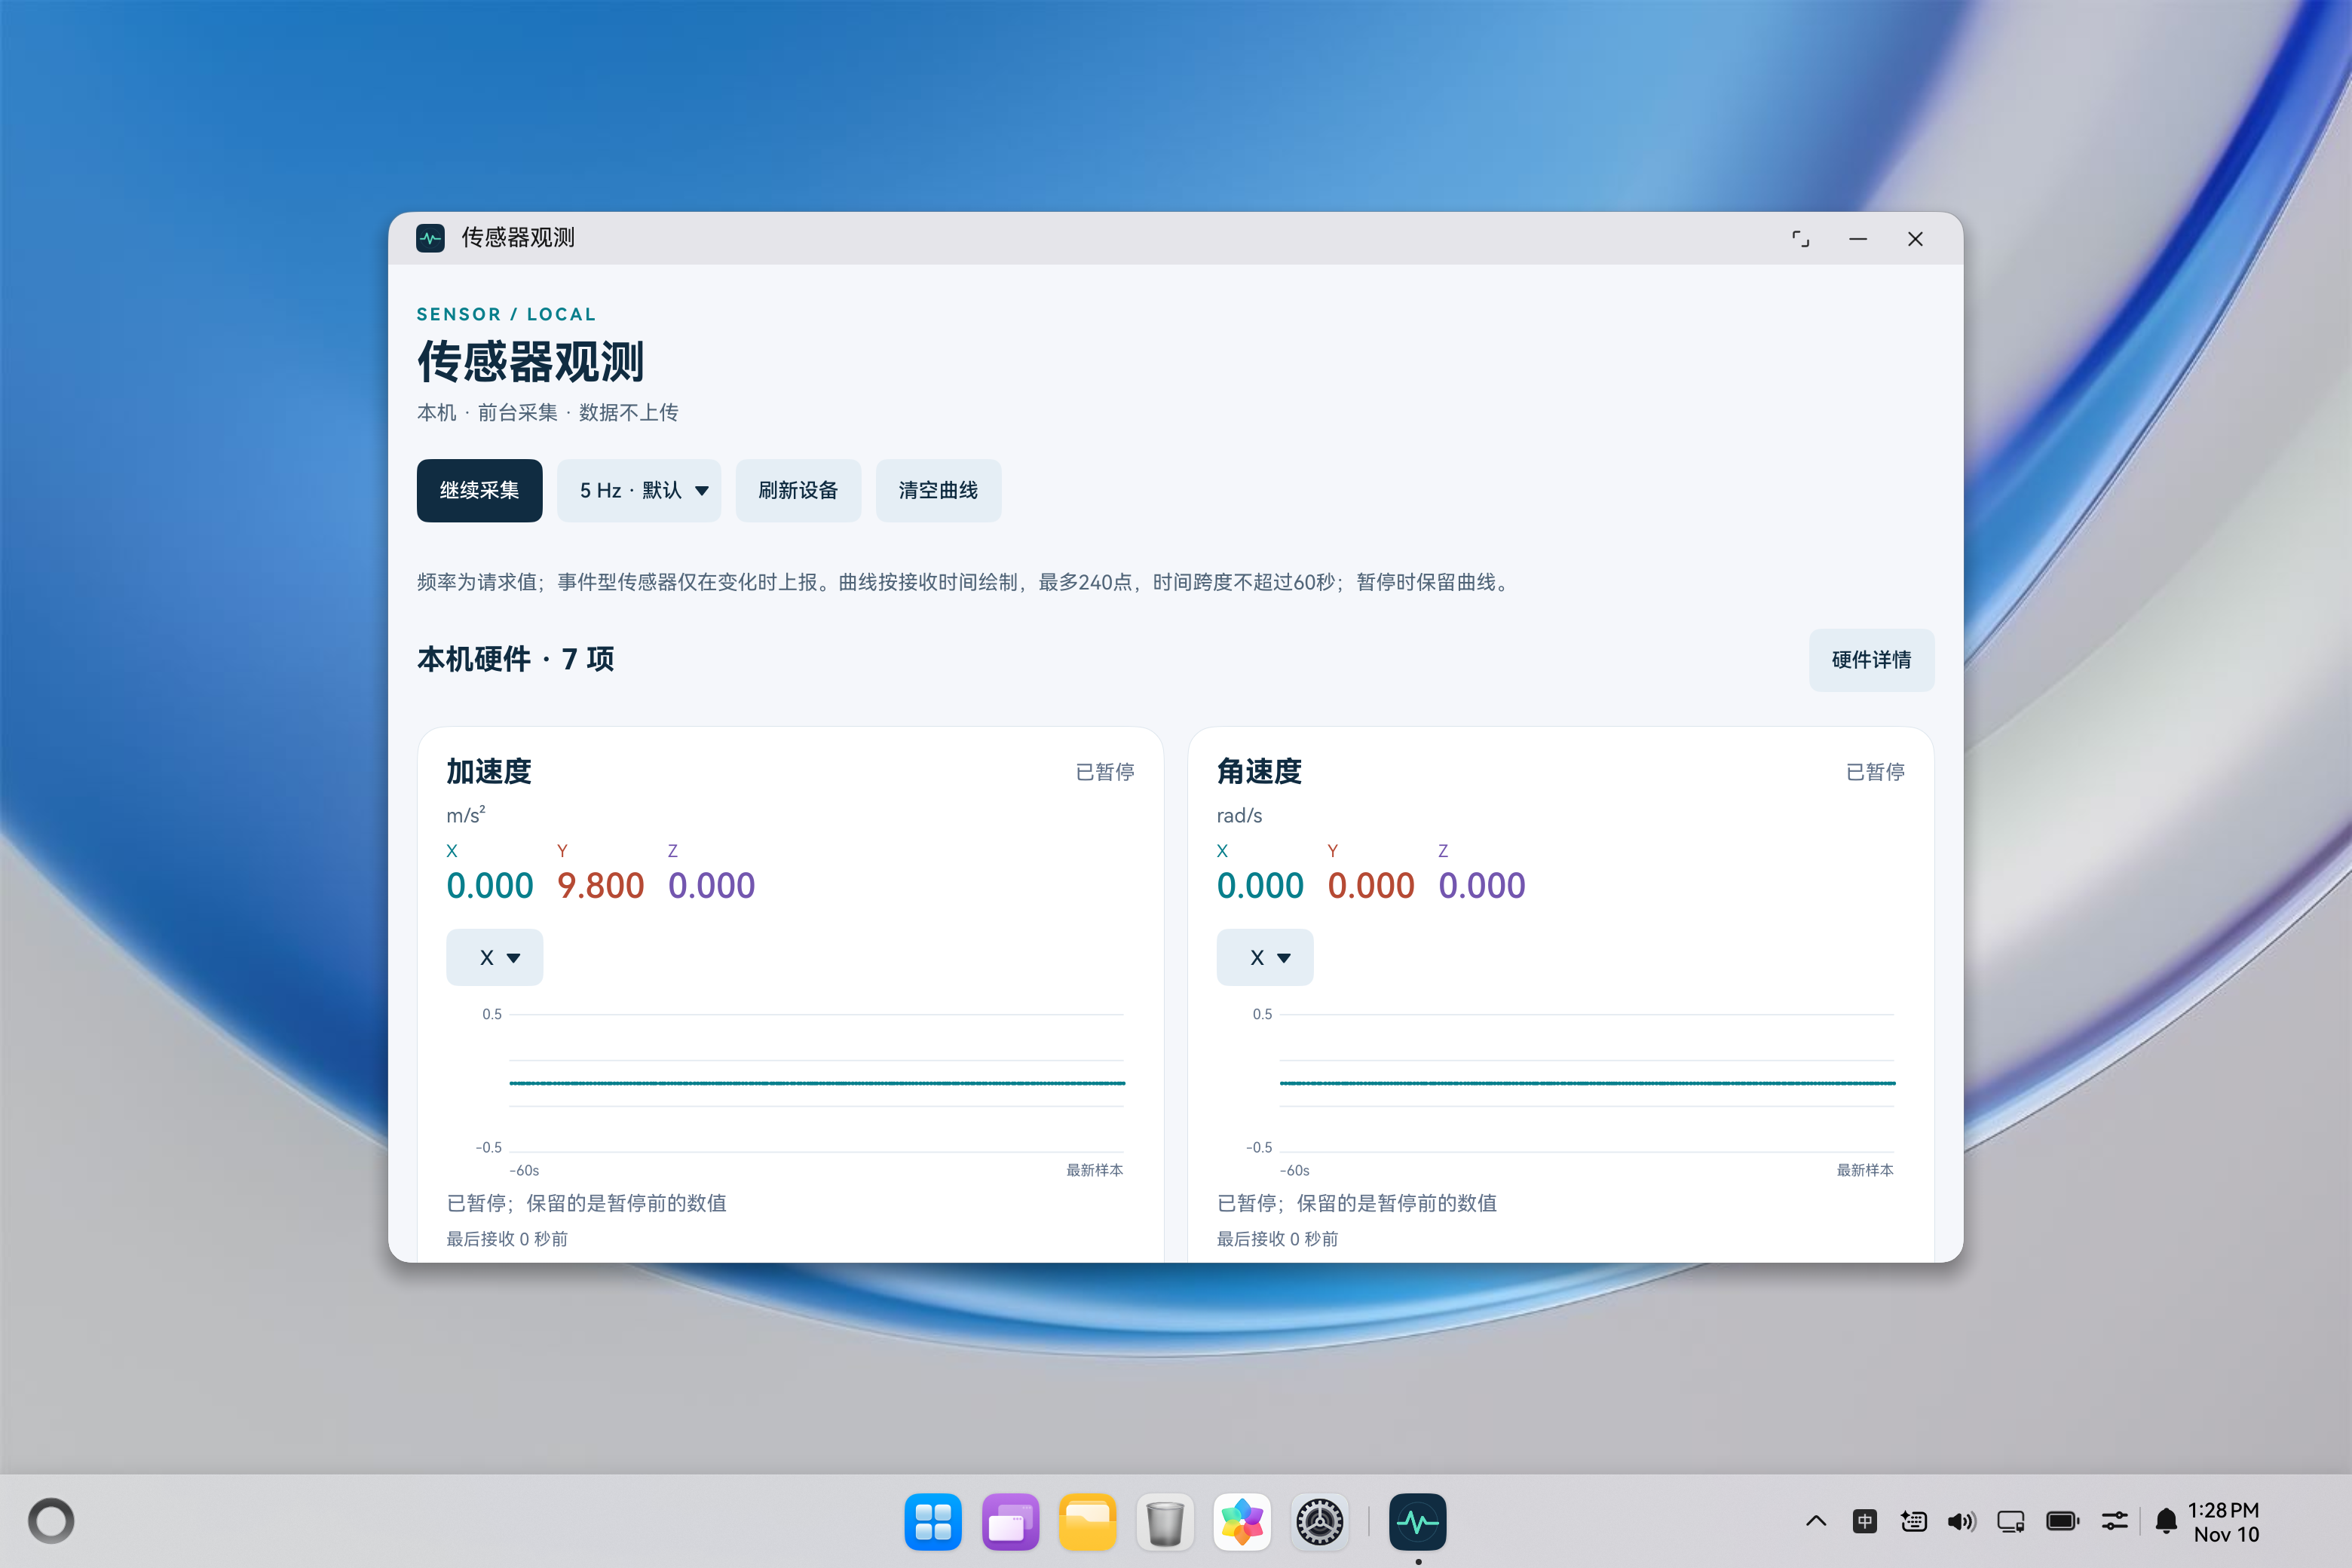 传感器观测
SENSOR / LOCAL
传感器观测
本机 · 前台采集 · 数据不上传
继续采集
5 Hz · 默认
刷新设备
清空曲线
频率为请求值；事件型传感器仅在变化时上报。曲线按接收时间绘制，最多240点，时间跨度不超过60秒；暂停时保留曲线。
本机硬件 · 7 项
硬件详情
加速度
已暂停
m/s²
X Y Z
0.000 9.800 0.000
X
0.5
-0.5
-60s
最新样本
已暂停；保留的是暂停前的数值
最后接收 0 秒前
角速度
已暂停
rad/s
X Y Z
0.000 0.000 0.000
X
0.5
-0.5
-60s
最新样本
已暂停；保留的是暂停前的数值
最后接收 0 秒前
中
1:28 PM
Nov 10